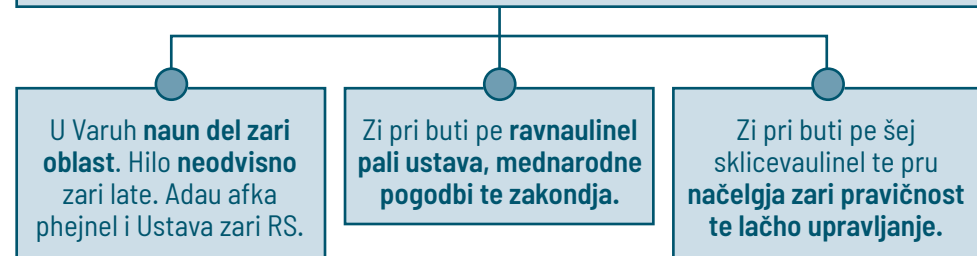 U Varuh naun del zari
oblast. Hilo neodvisno
zari late. Adau afka
phejnel i Ustava zari RS.
Zi pri buti pe ravnaulinel
pali ustava, mednarodne
pogodbi te zakondja.
Zi pri buti pe šej
sklicevaulinel te pru
načelgja zari pravičnost
te lačho upravljanje.